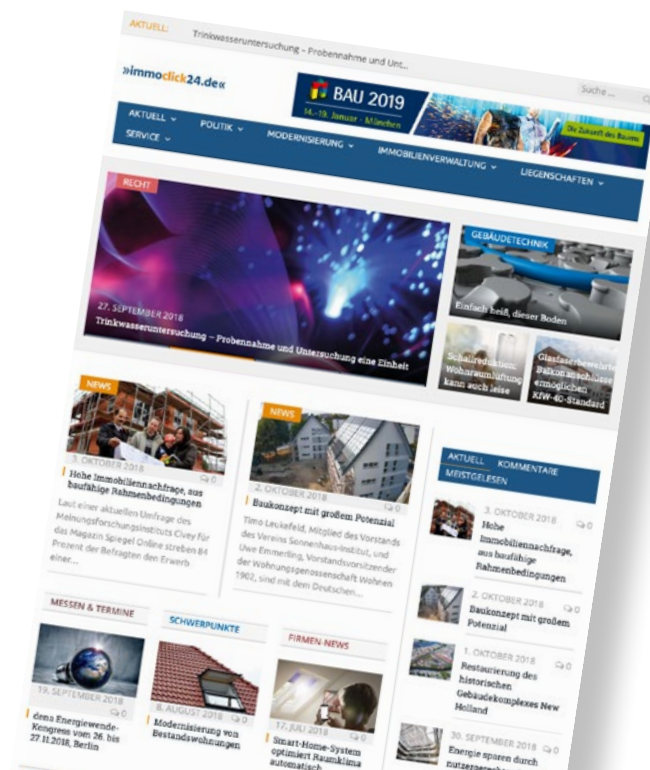 AKTUELL:
Trinkwasseruntersuchung – Probennahme und Unt...
Suche ...
»immoclick24.de«
BAU 2019
14.–19. Januar · München
Die Zukunft des Bauens
AKTUELL
POLITIK
MODERNISIERUNG
IMMOBILIENVERWALTUNG
LIEGENSCHAFTEN
SERVICE
RECHT
27. SEPTEMBER 2018
Trinkwasseruntersuchung – Probennahme und Untersuchung eine Einheit
GEBÄUDETECHNIK
Einfach heiß, dieser Boden
Schallreduktion:
Wohnraumlüftung
kann auch leise
Glasfaserbewehrte
Balkonanschlüsse
ermöglichen
KfW-40-Standard
NEWS
3. OKTOBER 2018
0
Hohe Immobiliennachfrage, aus
baufähige Rahmenbedingungen
Laut einer aktuellen Umfrage des
Meinungsforschungsinstituts Civey für
das Magazin Spiegel Online streben 84
Prozent der Befragten den Erwerb
einer...
NEWS
2. OKTOBER 2018
0
Baukonzept mit großem Potenzial
Timo Leukefeld, Mitglied des Vorstands
des Vereins Sonnenhaus-Institut, und
Uwe Emmerling, Vorstandsvorsitzender
der Wohnungsgenossenschaft Wohnen
1902, sind mit dem Deutschen...
AKTUELL
KOMMENTARE
MEISTGELESEN
3. OKTOBER 2018
0
Hohe
Immobiliennachfrage,
aus baufähige
Rahmenbedingungen
2. OKTOBER 2018
0
Baukonzept mit großem
Potenzial
1. OKTOBER 2018
0
Restaurierung des
historischen
Gebäudekomplexes New
Holland
30. SEPTEMBER 2018
0
Energie sparen durch
MESSEN & TERMINE
19. SEPTEMBER 2018
0
dena Energiewende-
Kongress vom 26. bis
27.11.2018, Berlin
SCHWERPUNKTE
8. AUGUST 2018
0
Modernisierung von
Bestandswohnungen
FIRMEN-NEWS
17. JULI 2018
0
Smart-Home-System
optimiert Raumklima
automatisch